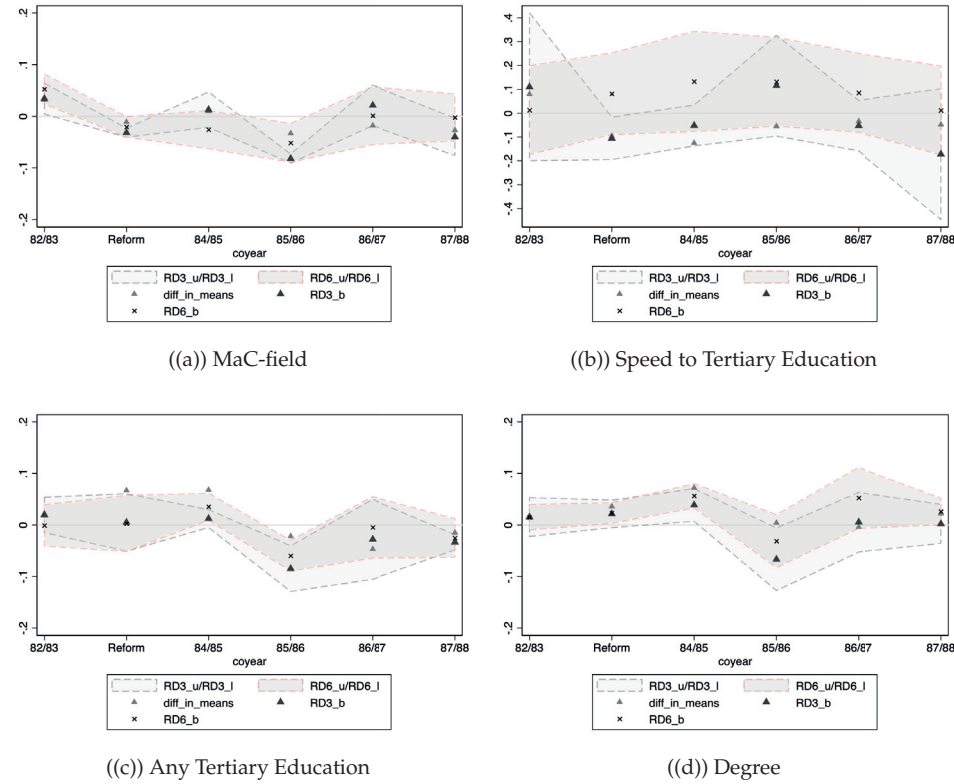 .2
.1
0
-.1
-.2
82/83 Reform 84/85 85/86 86/87 87/88
coyear
RD3_u/RD3_l RD6_u/RD6_l
diff_in_means RD3_b
RD6_b
((a)) MaC-field
.4
.3
.2
.1
0
-.1
-.2
-.3
-.4
82/83 Reform 84/85 85/86 86/87 87/88
coyear
RD3_u/RD3_l RD6_u/RD6_l
diff_in_means RD3_b
RD6_b
((b)) Speed to Tertiary Education
.2
.1
0
-.1
-.2
82/83 Reform 84/85 85/86 86/87 87/88
coyear
RD3_u/RD3_l RD6_u/RD6_l
diff_in_means RD3_b
RD6_b
((c)) Any Tertiary Education
.2
.1
0
-.1
-.2
82/83 Reform 84/85 85/86 86/87 87/88
coyear
RD3_u/RD3_l RD6_u/RD6_l
diff_in_means RD3_b
RD6_b
((d)) Degree